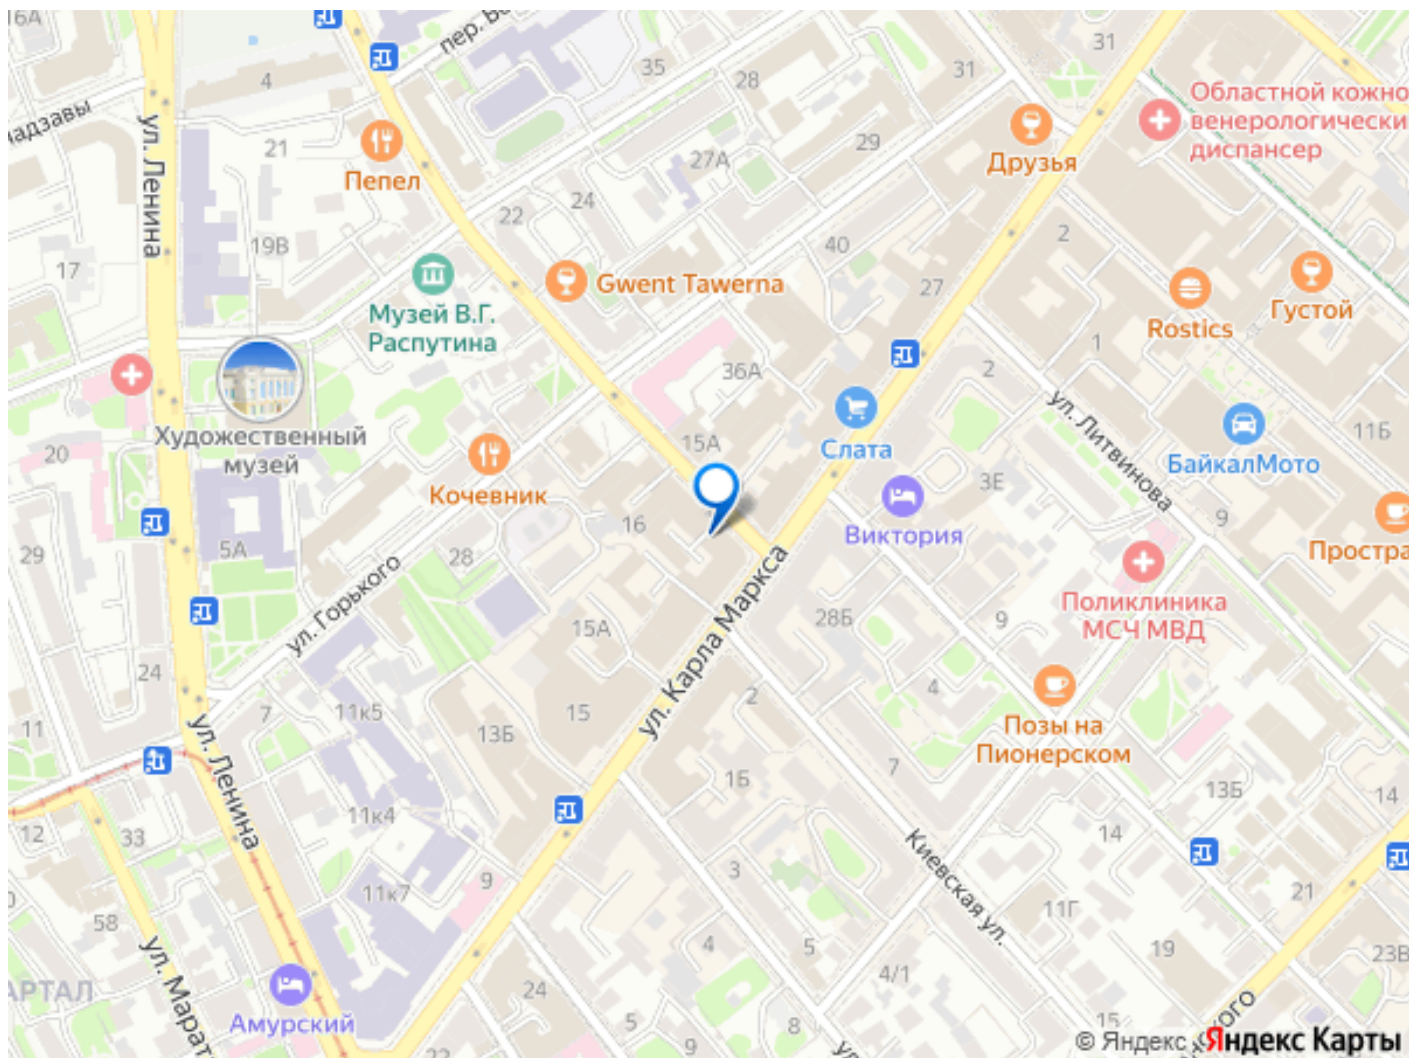 16А
пер.
4
35
28
31
31
Областной кожно
венерологически
диспансер
ул. Ленина
21
Пепел
27А
29
Друзья
22
24
19В
17
40
2
Gwent Tawerna
27
Густой
Музей В.Г.
Распутина
Rostics
1
36А
2
ул. Литвинова
Художественный
музей
20
15А
Слата
11Б
БайкалМото
Кочевник
3Е
16
Виктория
9
5А
29
28
Простра
ул. Горького
ул. Карла Маркса
Поликлиника
МСЧ МВД
15А
28Б
9
24
4
2
7
11к5
15
11
13Б
Позы на
Пионерском
ул. Ленина
1Б
7
13Б
14
12
33
11к4
14
Киевская ул.
3
11к7
9
21
58
11Г
4
5
19
23В
ул. Марат
АРТАЛ
24
4/1
Амурский
5
8
15
ского
9
22
ул.
© Яндекс Яндекс Карты